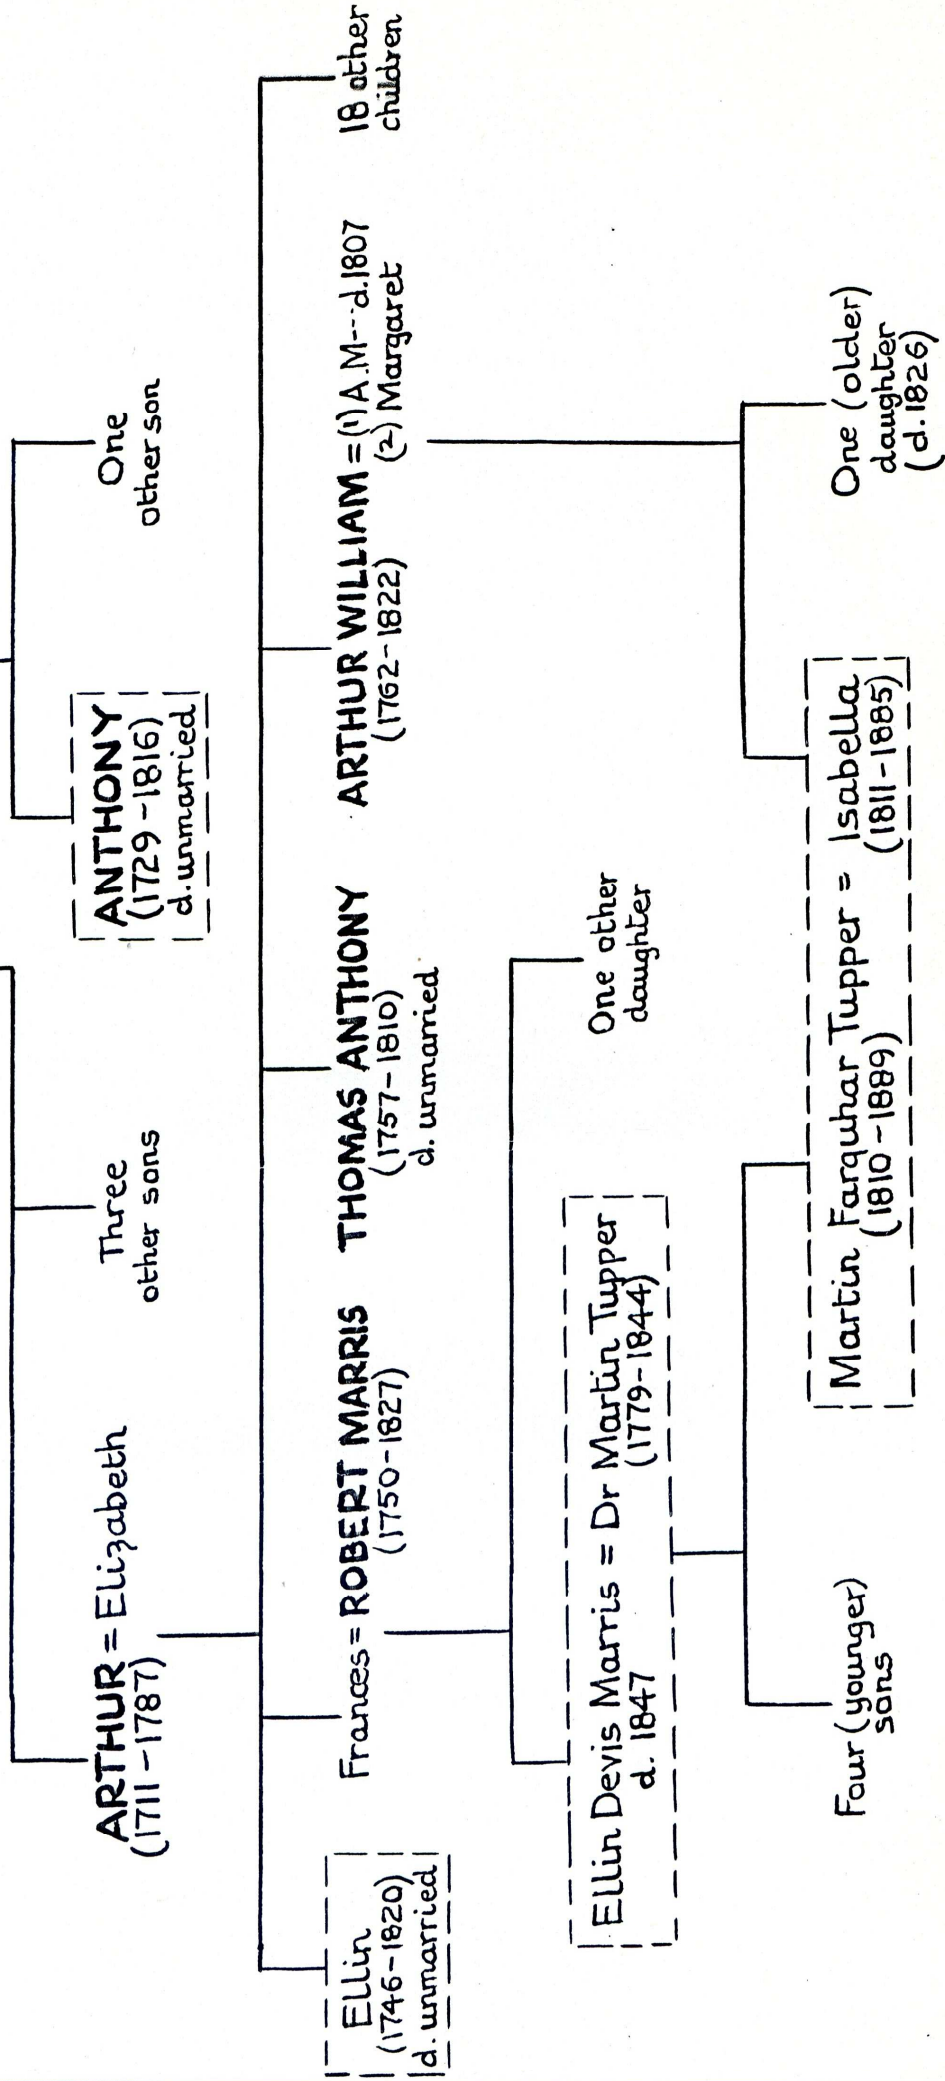 ARTHUR = Elizabeth
(1711-1787)
Three
other sons
ANTHONY
(1729-1816)
d. unmarried
One
other son
Ellin
(1746-1820)
d. unmarried
Frances = ROBERT MARRIS
(1750-1827)
THOMAS ANTHONY
(1757-1810)
d. unmarried
ARTHUR WILLIAM = (1) A.M--- d.1807
(1762-1822)
(2) Margaret
18 other
children
Ellin Devis Marris = Dr Martin Tupper
d. 1847
(1779-1844)
One other
daughter
Four (younger)
sons
Martin Farquhar Tupper = Isabella
(1810-1889)
(1811-1885)
One (older)
daughter
(d.1826)